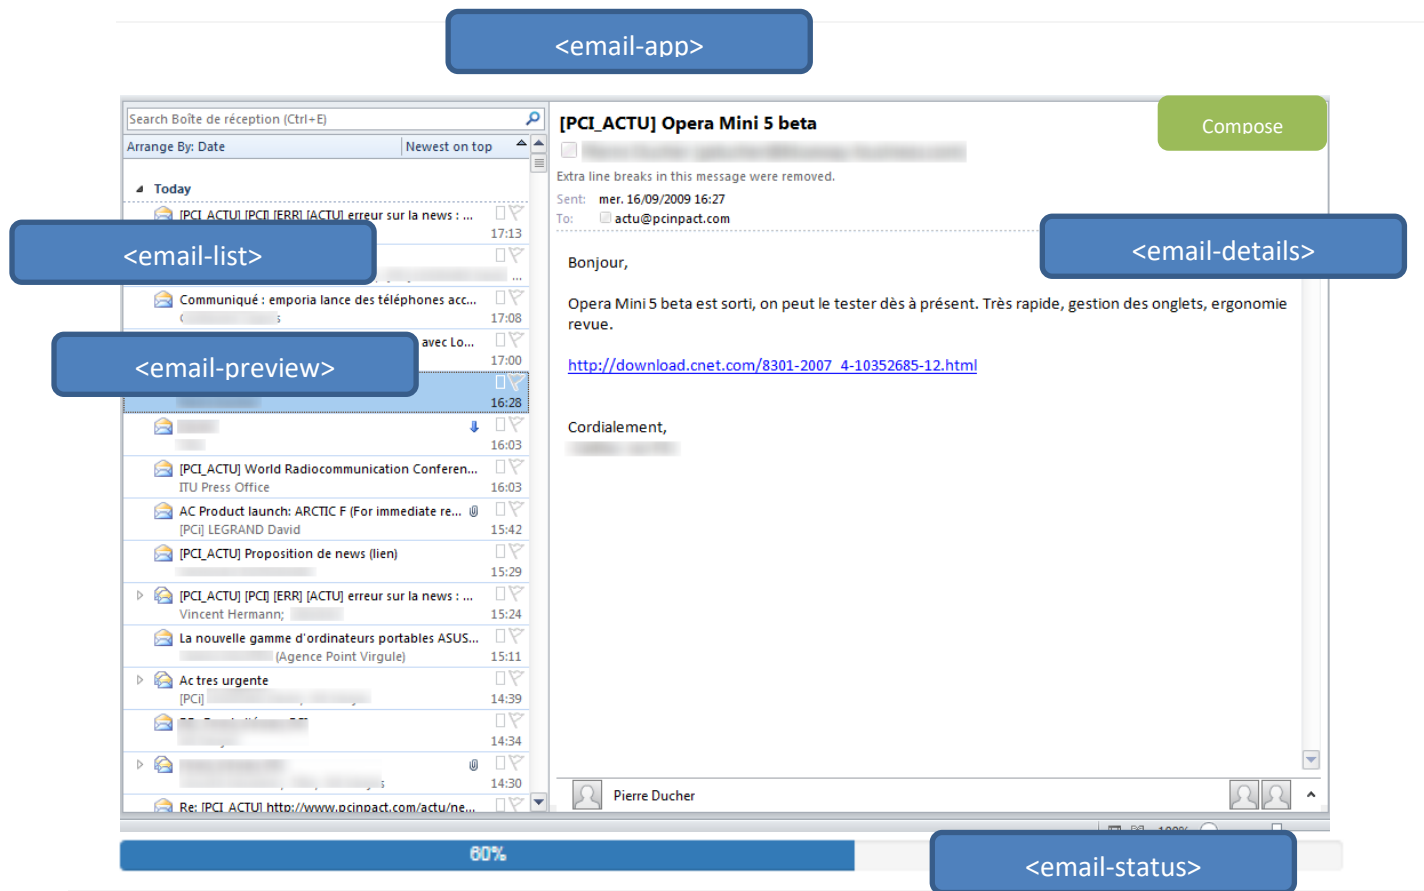 <email-app>
Search Boîte de réception (Ctrl+E)
Arrange By: Date Newest on top
Today
[PCI_ACTU] [PCI] [ERR] [ACTU] erreur sur la news : ...
17:13
<email-list>
...
Communiqué : emporia lance des téléphones acc...
17:08
avec Lo...
17:00
<email-preview>
16:28
16:03
[PCI_ACTU] World Radiocommunication Conferen...
ITU Press Office 16:03
AC Product launch: ARCTIC F (For immediate re...
[PCi] LEGRAND David 15:42
[PCI_ACTU] Proposition de news (lien)
15:29
[PCI_ACTU] [PCI] [ERR] [ACTU] erreur sur la news : ...
Vincent Hermann; 15:24
La nouvelle gamme d'ordinateurs portables ASUS...
(Agence Point Virgule) 15:11
Ac tres urgente
[PCi] 14:39
14:34
14:30
Re: [PCI_ACTU] http://www.pcinpact.com/actu/ne...
[PCI_ACTU] Opera Mini 5 beta
Compose
Extra line breaks in this message were removed.
Sent: mer. 16/09/2009 16:27
To: actu@pcinpact.com
<email-details>
Bonjour,
Opera Mini 5 beta est sorti, on peut le tester dès à présent. Très rapide, gestion des onglets, ergonomie
revue.
http://download.cnet.com/8301-2007_4-10352685-12.html
Cordialement,
Pierre Ducher
100%
60%
<email-status>